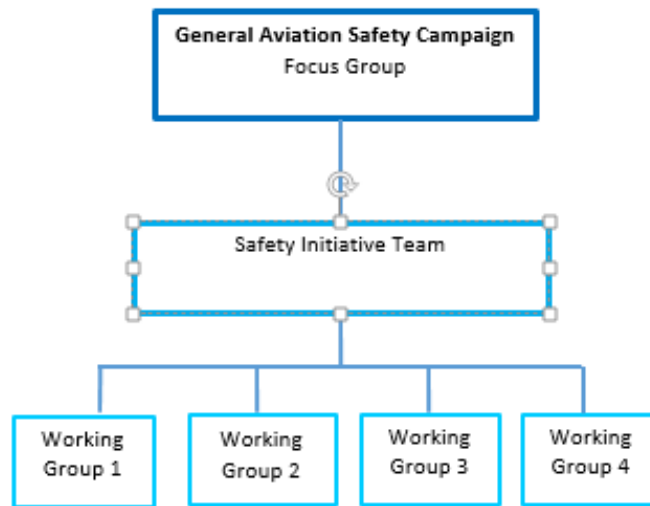 General Aviation Safety Campaign
Focus Group
Safety Initiative Team
Working
Group 1
Working
Group 2
Working
Group 3
Working
Group 4